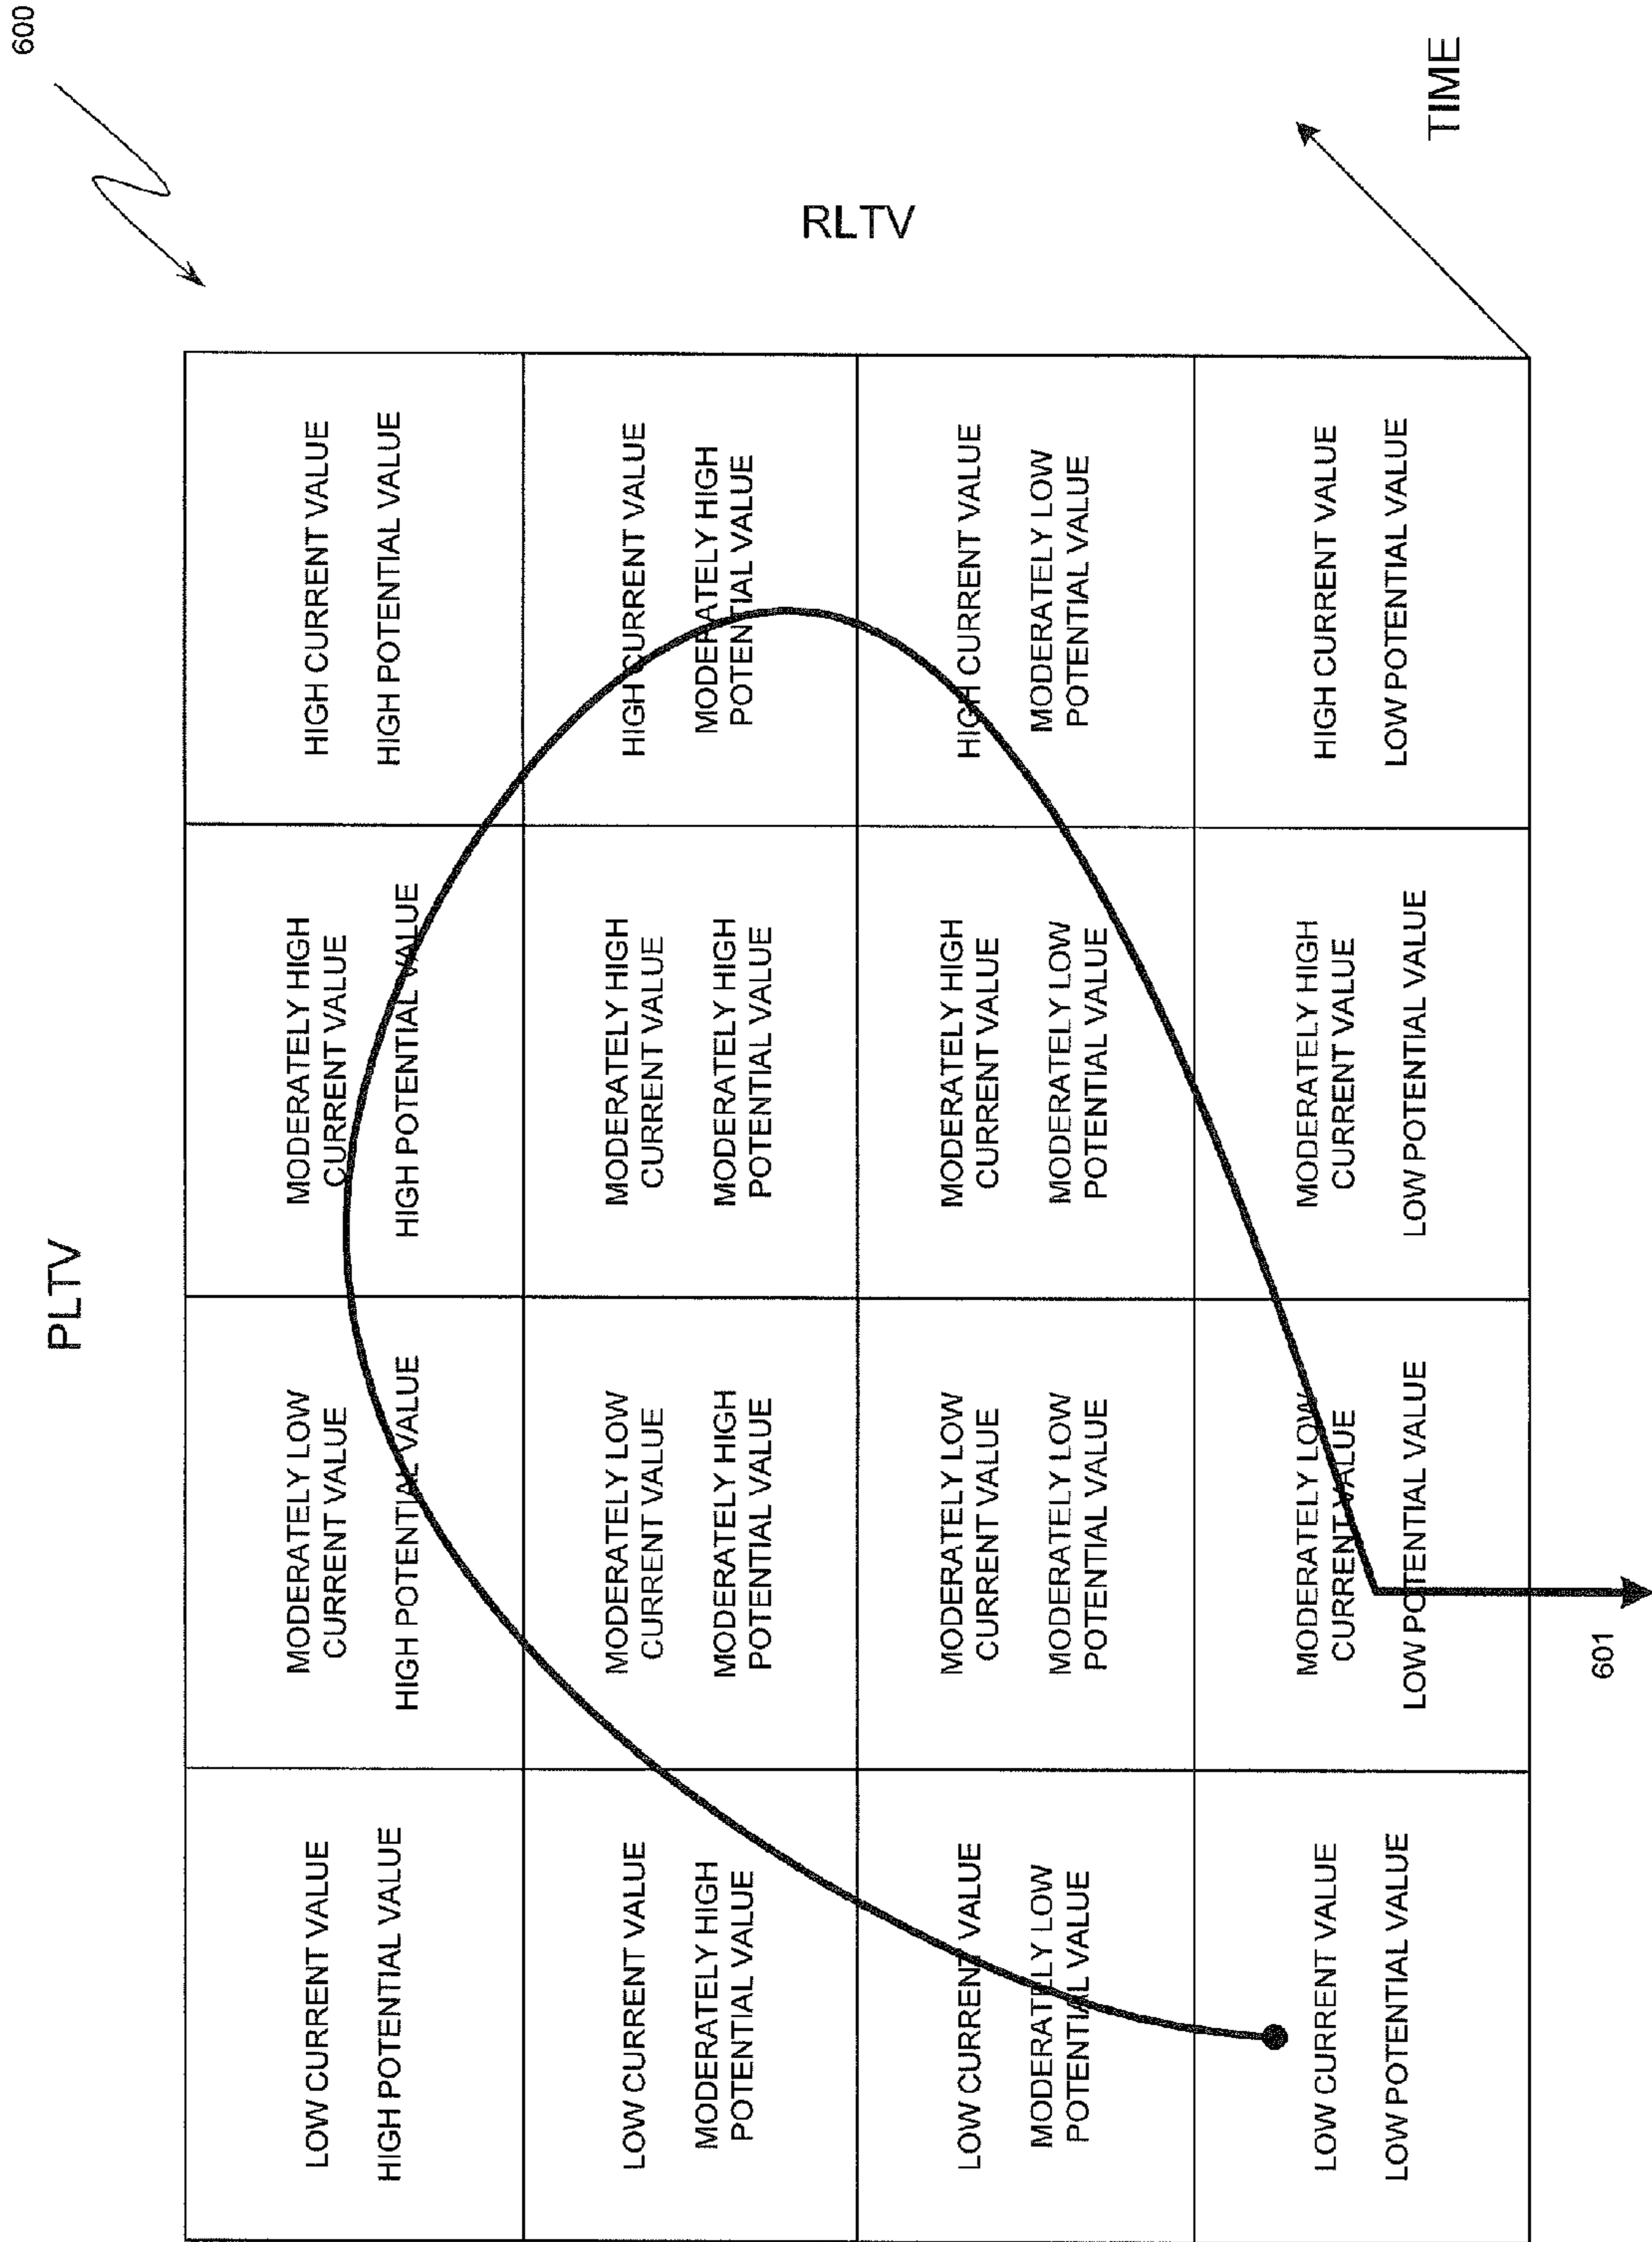 600
PLTV
LOW CURRENT VALUE
HIGH POTENTIAL VALUE
MODERATELY LOW
CURRENT VALUE
HIGH POTENTIAL VALUE
MODERATELY HIGH
CURRENT VALUE
HIGH POTENTIAL VALUE
HIGH CURRENT VALUE
HIGH POTENTIAL VALUE
LOW CURRENT VALUE
MODERATELY HIGH
POTENTIAL VALUE
MODERATELY LOW
CURRENT VALUE
MODERATELY HIGH
POTENTIAL VALUE
MODERATELY HIGH
CURRENT VALUE
MODERATELY HIGH
POTENTIAL VALUE
HIGH CURRENT VALUE
MODERATELY HIGH
POTENTIAL VALUE
RLTV
LOW CURRENT VALUE
MODERATELY LOW
POTENTIAL VALUE
MODERATELY LOW
CURRENT VALUE
MODERATELY LOW
POTENTIAL VALUE
MODERATELY HIGH
CURRENT VALUE
MODERATELY LOW
POTENTIAL VALUE
HIGH CURRENT VALUE
MODERATELY LOW
POTENTIAL VALUE
LOW CURRENT VALUE
LOW POTENTIAL VALUE
MODERATELY LOW
CURRENT VALUE
LOW POTENTIAL VALUE
MODERATELY HIGH
CURRENT VALUE
LOW POTENTIAL VALUE
HIGH CURRENT VALUE
LOW POTENTIAL VALUE
TIME
601